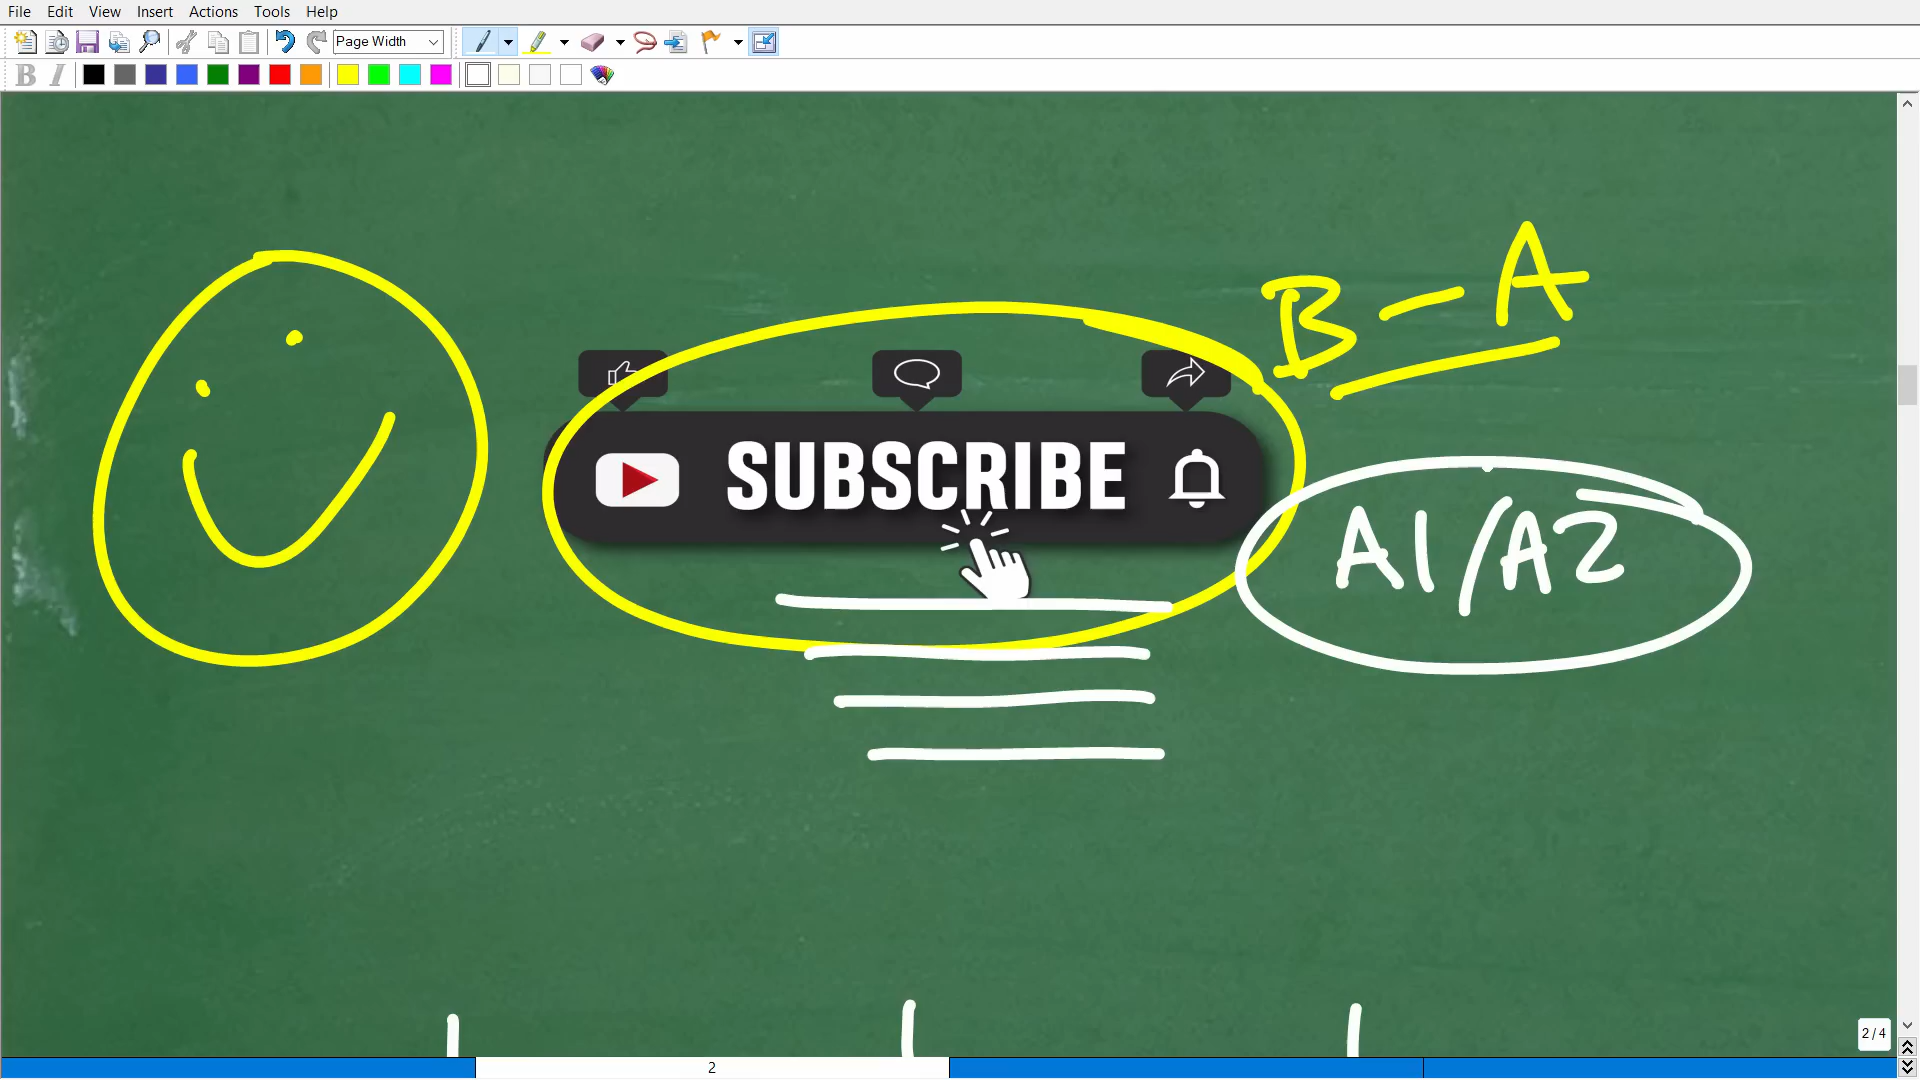 File Edit View Insert Actions Tools Help
Page Width
B I
B - A
SUBSCRIBE
A1/A2
2 / 4
2